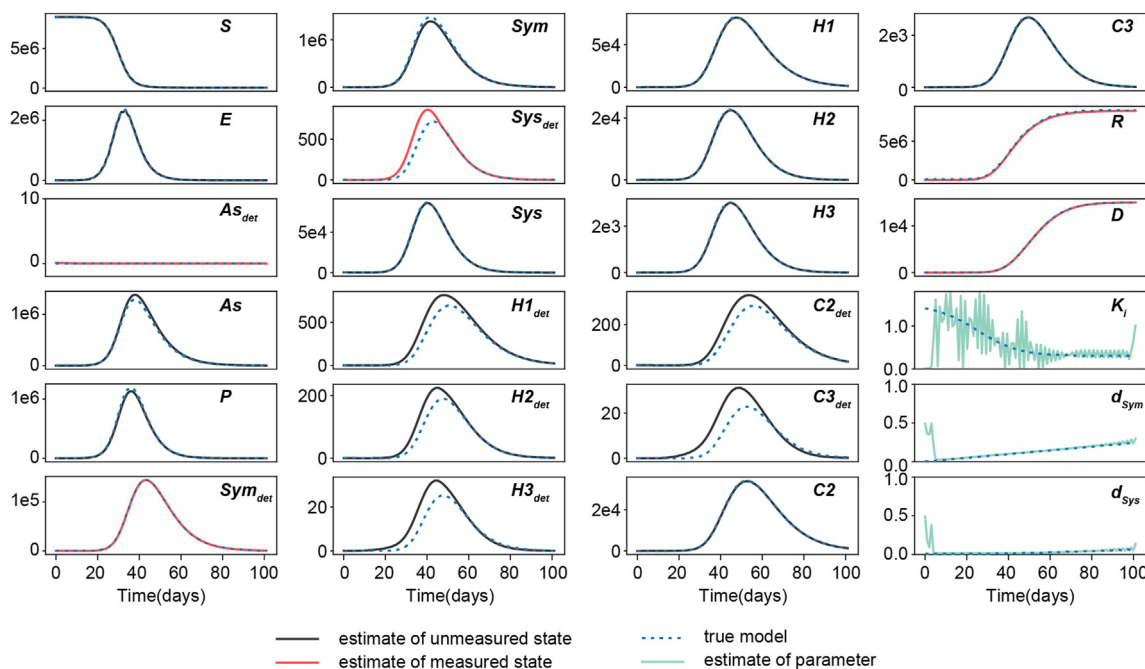 S
5e6
0
Sym
1e6
0
H1
5e4
0
C3
2e3
0
E
2e6
0
Sys_det
500
0
H2
2e4
0
R
5e6
0
As_det
10
0
Sys
5e4
0
H3
2e3
0
D
1e4
0
As
1e6
0
H1_det
500
0
C2_det
200
0
K_i
1.0
0.0
P
1e6
0
H2_det
200
0
C3_det
20
0
d_Sym
1.0
0.5
0.0
Sym_det
1e5
0
H3_det
20
0
C2
2e4
0
d_Sys
1.0
0.5
0.0
0 20 40 60 80 100
0 20 40 60 80 100
0 20 40 60 80 100
0 20 40 60 80 100
Time(days)
Time(days)
Time(days)
Time(days)
estimate of unmeasured state
true model
estimate of measured state
estimate of parameter